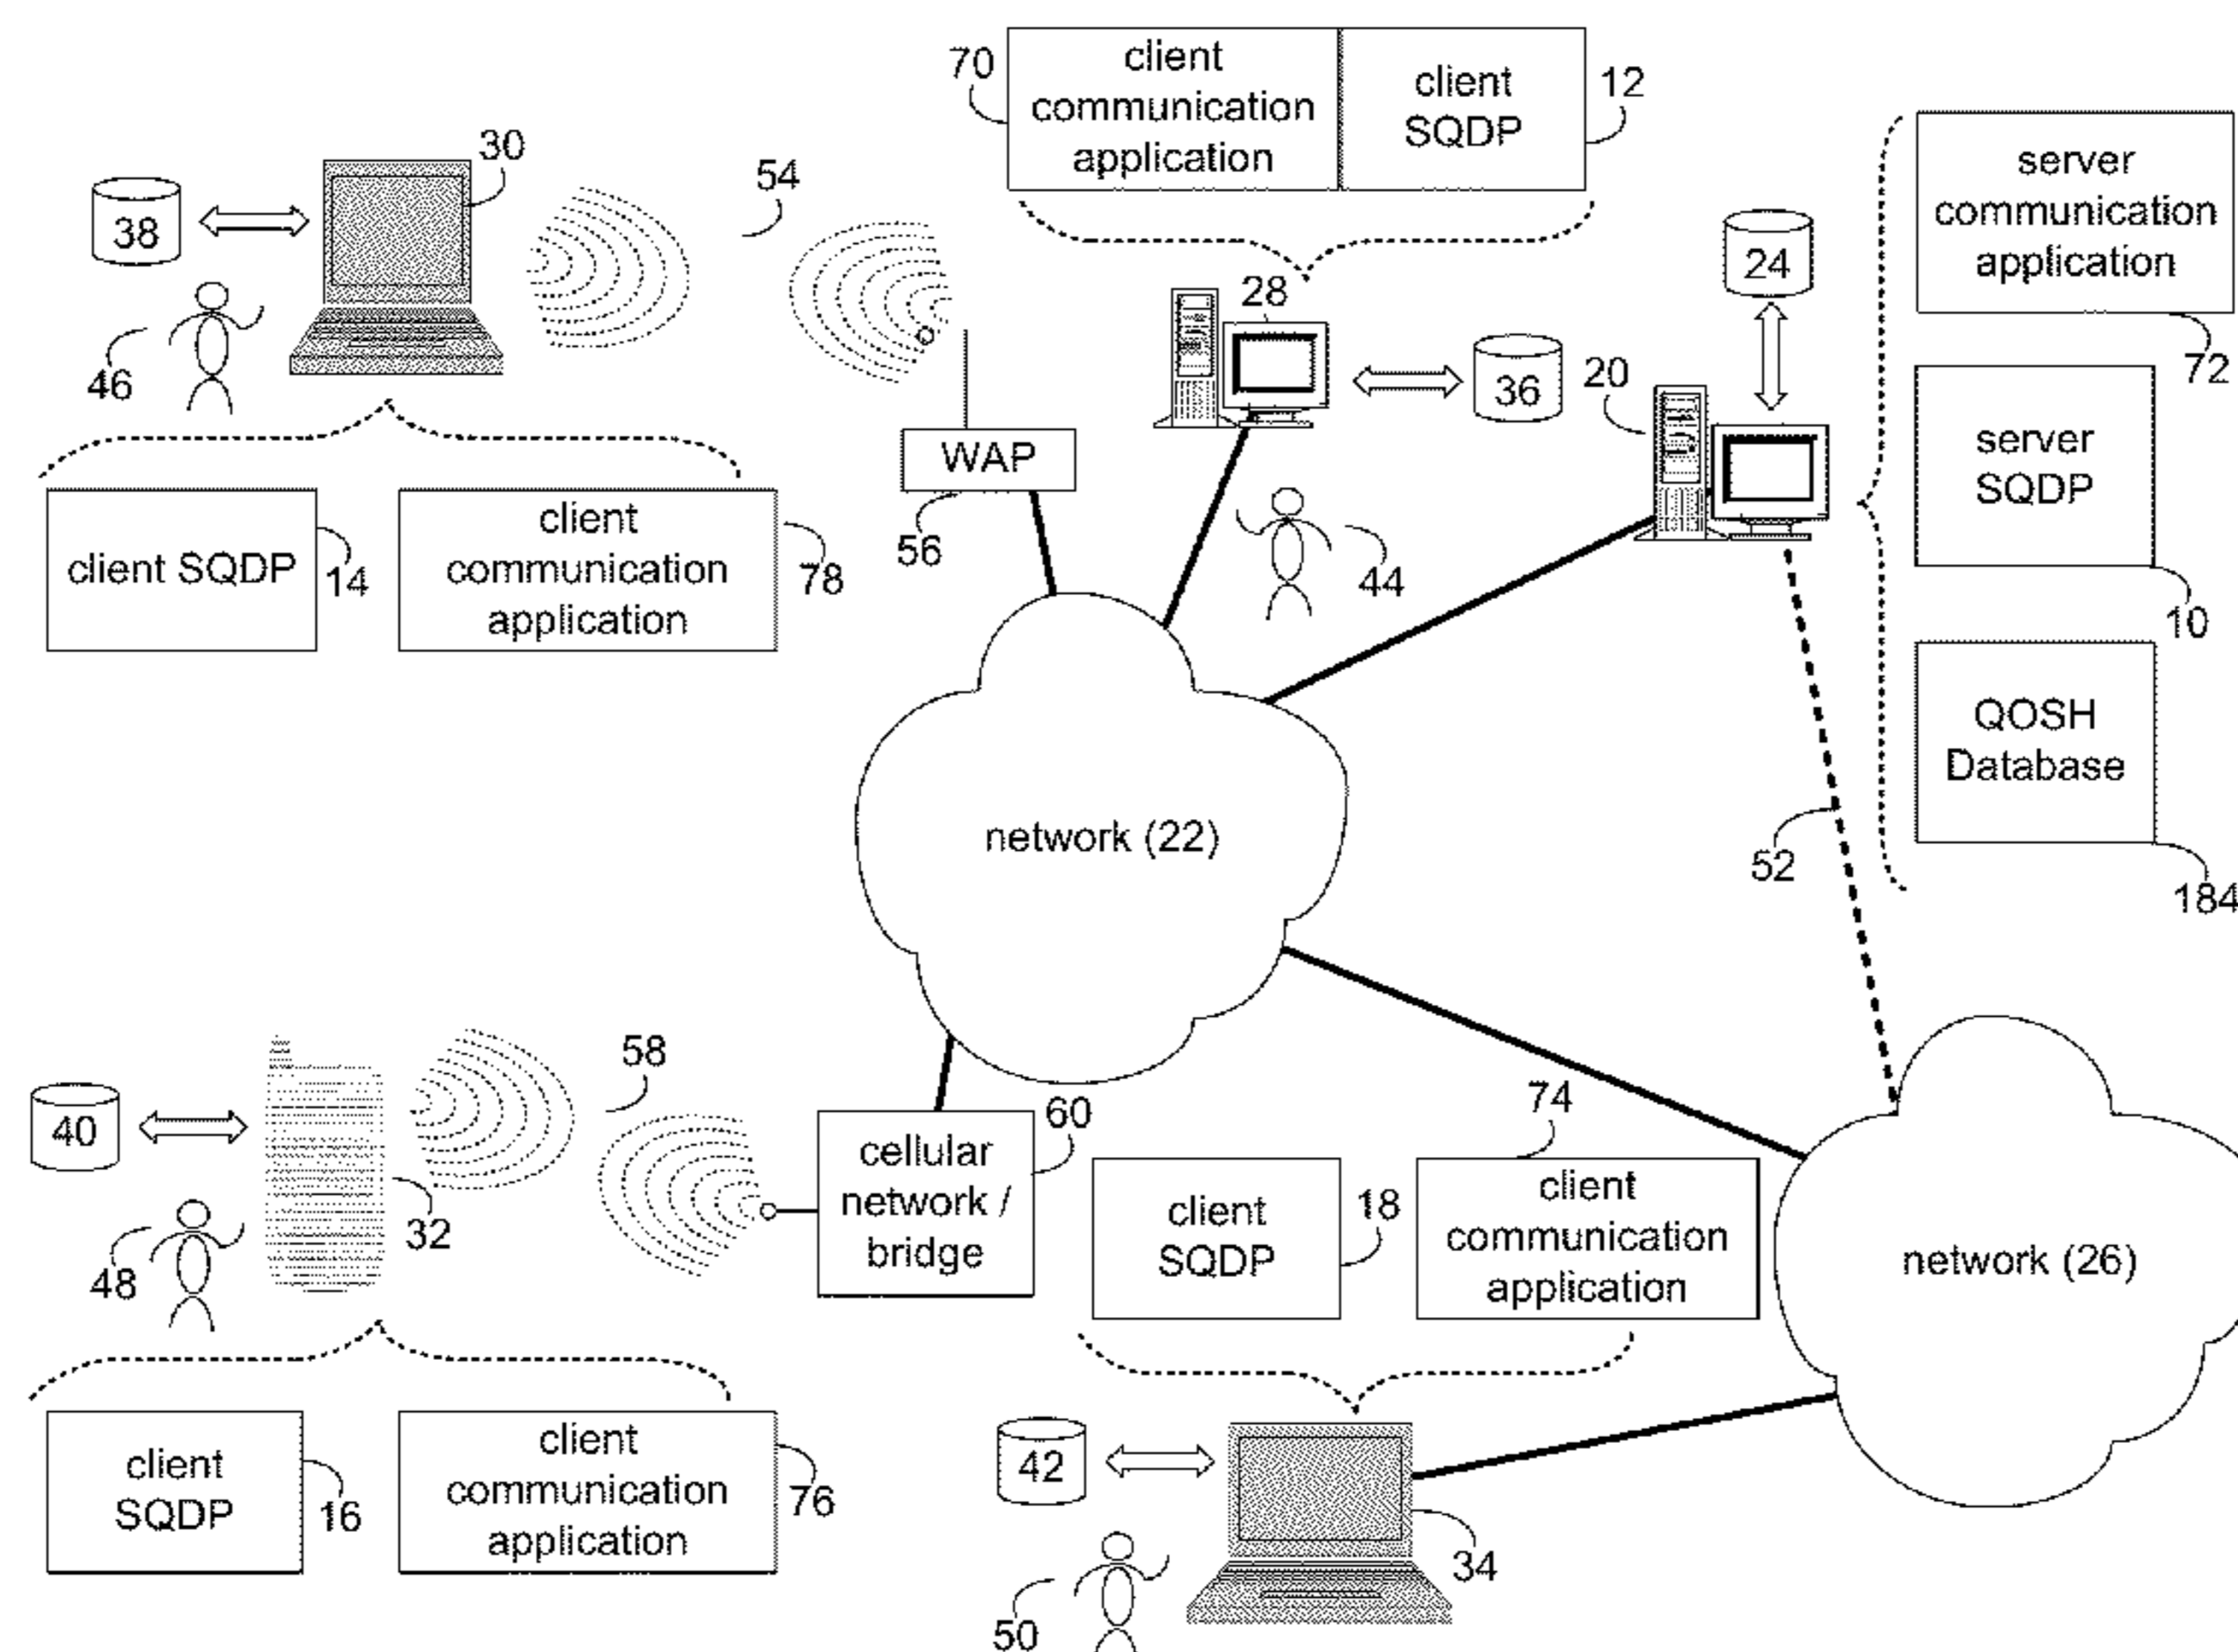 70
client
communication
application
client
SQDP
12
30
54
38
46
server
communication
application
72
24
28
36
20
WAP
56
44
client SQDP
14
client
communication
application
78
server
SQDP
10
QOSH
Database
184
network (22)
52
58
40
32
48
cellular
network /
bridge
60
74
client
SQDP
18
client
communication
application
network (26)
client
SQDP
16
client
communication
application
76
42
34
50